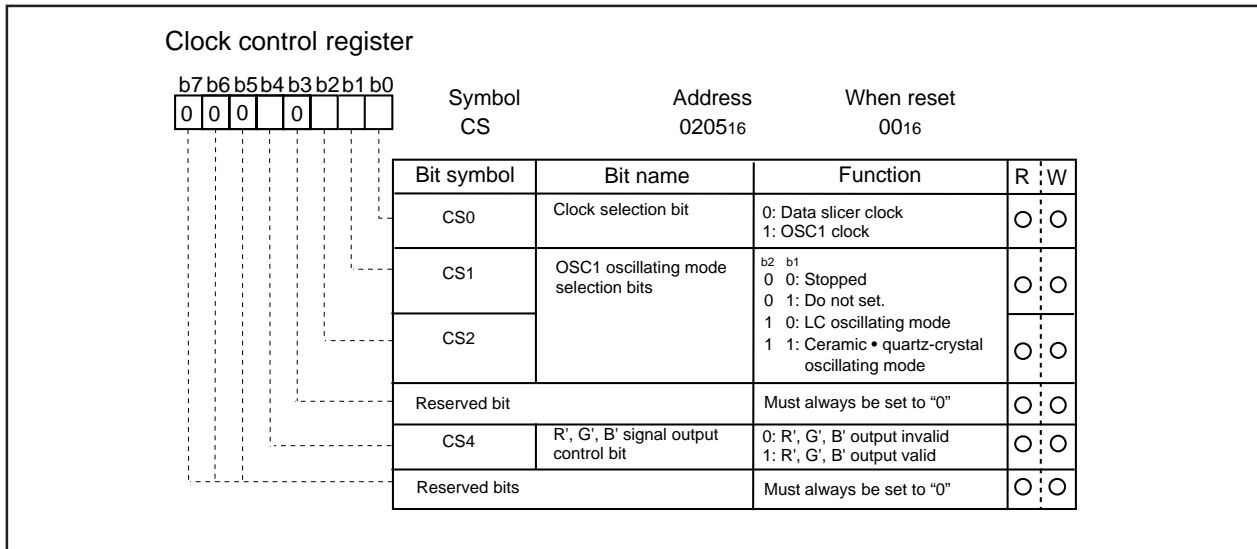 Clock control register
b7 b6 b5 b4 b3 b2 b1 b0
0 0 0 0
Symbol Address When reset
CS 020516 0016
Bit symbol Bit name Function R W
CS0 Clock selection bit 0: Data slicer clock
1: OSC1 clock
CS1 OSC1 oscillating mode selection bits b2 b1
0 0: Stopped
0 1: Do not set.
CS2 1 0: LC oscillating mode
1 1: Ceramic • quartz-crystal
oscillating mode
Reserved bit Must always be set to “0”
CS4 R', G', B' signal output control bit 0: R', G', B' output invalid
1: R', G', B' output valid
Reserved bits Must always be set to “0”